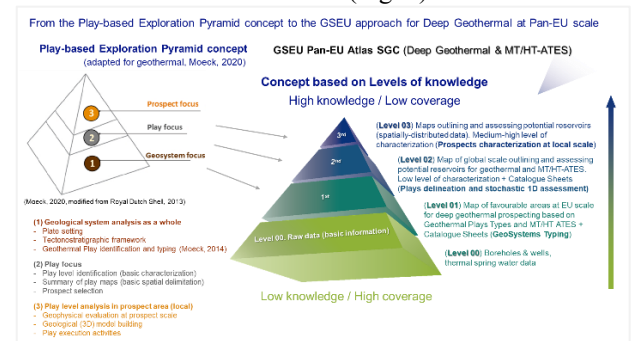 From the Play-based Exploration Pyramid concept to the GSEU approach for Deep Geothermal at Pan-EU scale
Play-based Exploration Pyramid concept
(adapted for geothermal, Moeck, 2020)
3
Prospect focus
2
Play focus
1
Geosystem focus
(Moeck, 2020, modified from Royal Dutch Shell, 2013)
(1) Geological system analysis as a whole
- Plate setting
- Tectonostratigraphic framework
- Geothermal Play identification and typing (Moeck, 2014)
(2) Play focus
- Play level identification (basic characterization)
- Summary of play maps (basic spatial delimitation)
- Prospect selection
(3) Play level analysis in prospect area (local)
- Geophysical evaluation at prospect scale
- Geological (3D) model building
- Play execution activities
GSEU Pan-EU Atlas SGC (Deep Geothermal & MT/HT-ATES)
Concept based on Levels of knowledge
High knowledge / Low coverage
3rd
2nd
1st
Level 00. Raw data (basic information)
Low knowledge / High coverage
(Level 03) Maps outlining and assessing potential reservoirs
(spatially-distributed data). Medium-high level of
characterization (Prospects characterization at local scale)
(Level 02) Map of global scale outlining and assessing
potential reservoirs for geothermal and MT/HT-ATES.
Low level of characterization + Catalogue Sheets
(Plays delineation and stochastic 1D assessment)
(Level 01) Map of favourable areas at EU scale
for deep geothermal prospecting based on
Geothermal Plays Types and MT/HT ATES +
Catalogue Sheets (GeoSystems Typing)
(Level 00) Boreholes & wells,
thermal spring water data